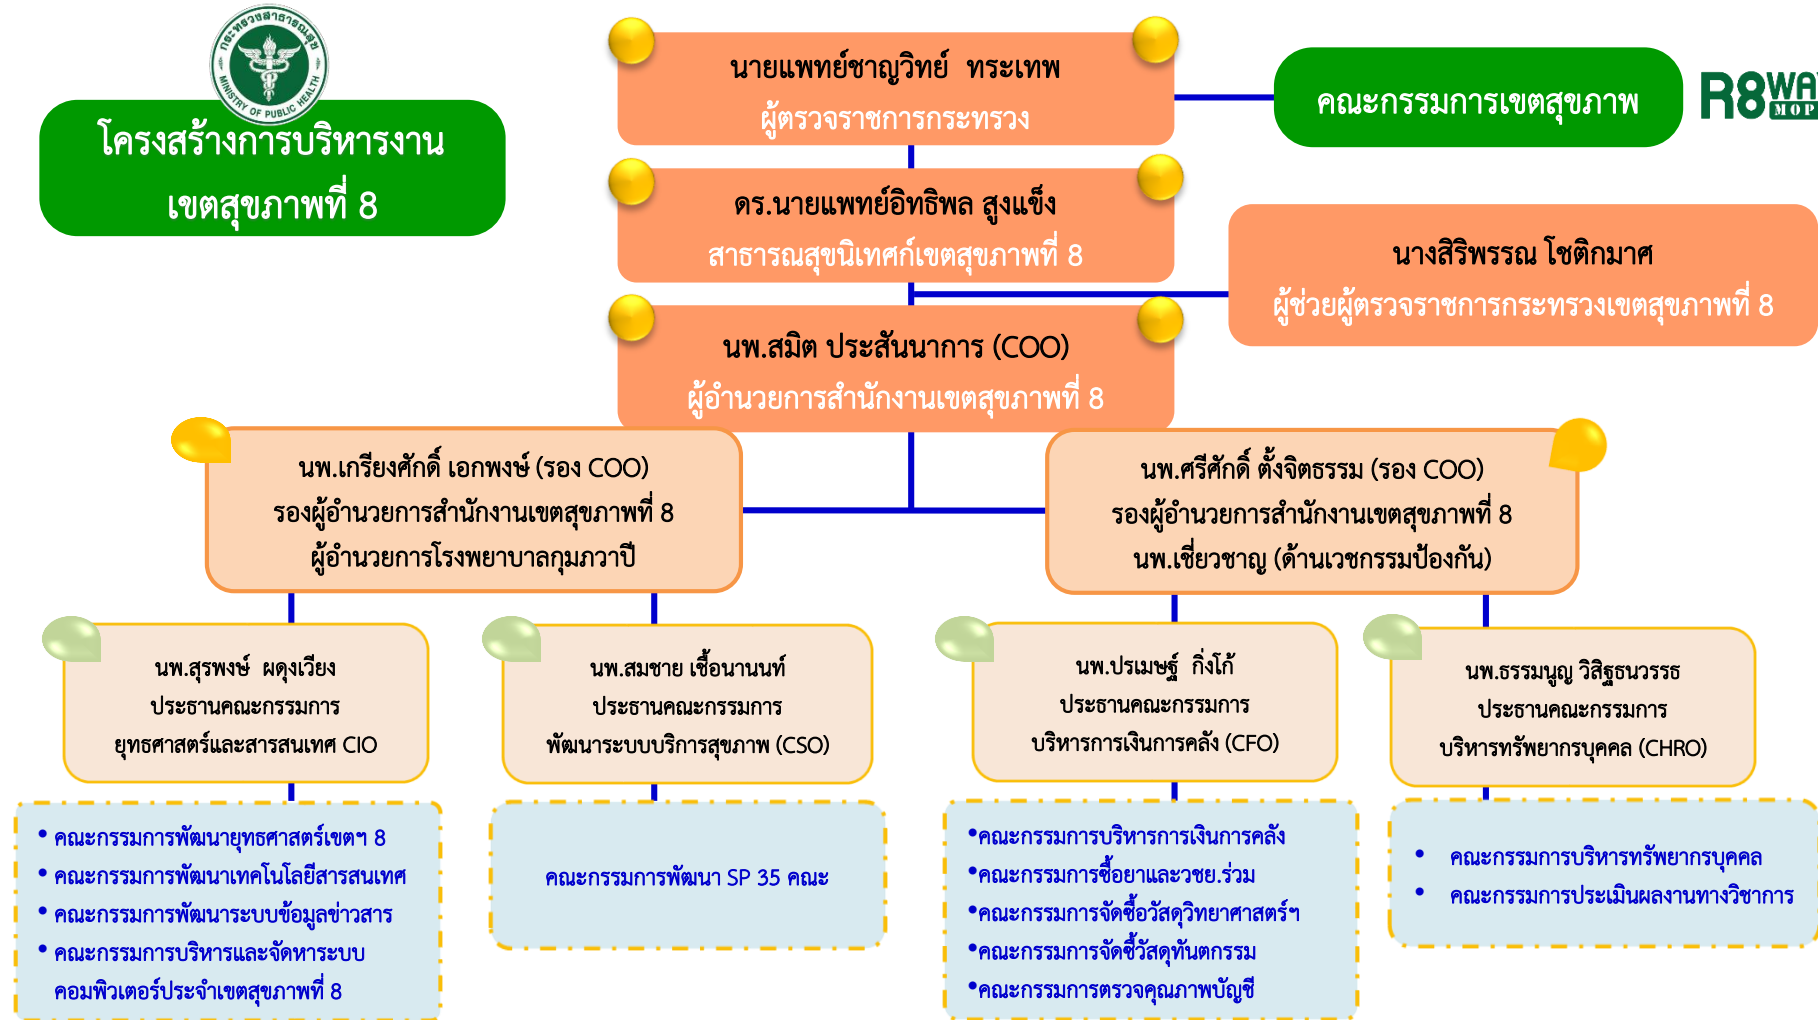 กระทรวงสาธารณสุข
MINISTRY OF PUBLIC HEALTH
โครงสร้างการบริหารงาน
เขตสุขภาพที่ 8
นายแพทย์ชาญวิทย์ ทระเทพ
ผู้ตรวจราชการกระทรวง
คณะกรรมการเขตสุขภาพ
R8WAY
MOPH
ดร.นายแพทย์อิทธิพล สูงแข็ง
สาธารณสุขนิเทศก์เขตสุขภาพที่ 8
นางสิริพรรณ โชติกมาศ
ผู้ช่วยผู้ตรวจราชการกระทรวงเขตสุขภาพที่ 8
นพ.สมิต ประสันนาการ (COO)
ผู้อำนวยการสำนักงานเขตสุขภาพที่ 8
นพ.เกรียงศักดิ์ เอกพงษ์ (รอง COO)
รองผู้อำนวยการสำนักงานเขตสุขภาพที่ 8
ผู้อำนวยการโรงพยาบาลกุมภวาปี
นพ.ศรีศักดิ์ ตั้งจิตธรรม (รอง COO)
รองผู้อำนวยการสำนักงานเขตสุขภาพที่ 8
นพ.เชี่ยวชาญ (ด้านเวชกรรมป้องกัน)
นพ.สุรพงษ์ ผดุงเวียง
ประธานคณะกรรมการ
ยุทธศาสตร์และสารสนเทศ CIO
นพ.สมชาย เชื้อนานนท์
ประธานคณะกรรมการ
พัฒนาระบบบริการสุขภาพ (CSO)
นพ.ปรเมษฐ์ กิ่งโก้
ประธานคณะกรรมการ
บริหารการเงินการคลัง (CFO)
นพ.ธรรมนูญ วิสิฐธนวรรธ
ประธานคณะกรรมการ
บริหารทรัพยากรบุคคล (CHRO)
• คณะกรรมการพัฒนายุทธศาสตร์เขตฯ 8
• คณะกรรมการพัฒนาเทคโนโลยีสารสนเทศ
• คณะกรรมการพัฒนาระบบข้อมูลข่าวสาร
• คณะกรรมการบริหารและจัดหาระบบ
คอมพิวเตอร์ประจำเขตสุขภาพที่ 8
คณะกรรมการพัฒนา SP 35 คณะ
•คณะกรรมการบริหารการเงินการคลัง
•คณะกรรมการซื้อยาและวชย.ร่วม
•คณะกรรมการจัดซื้อวัสดุวิทยาศาสตร์ฯ
•คณะกรรมการจัดซื้วัสดุทันตกรรม
•คณะกรรมการตรวจคุณภาพบัญชี
• คณะกรรมการบริหารทรัพยากรบุคคล
• คณะกรรมการประเมินผลงานทางวิชาการ